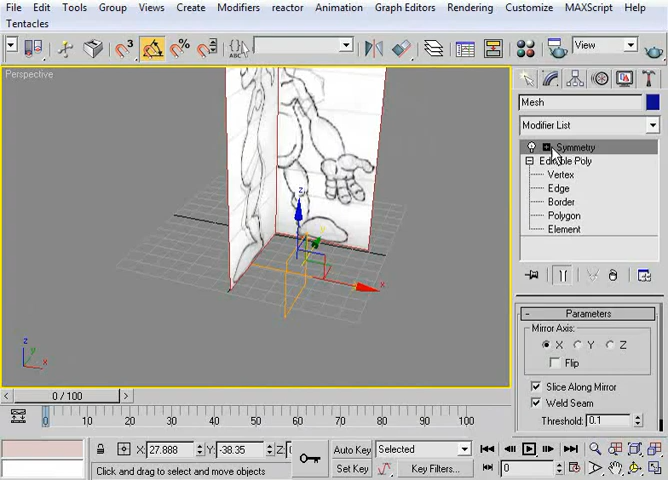 File Edit Tools Group Views Create Modifiers reactor Animation Graph Editors Rendering Customize MAXScript Help
Tentacles
3 % ABC View
Perspective
Mesh
Modifier List
Symmetry
Editable Poly
Vertex
Edge
Border
Polygon
Element
z
y
x
Parameters
Mirror Axis:
X Y Z
Flip
Slice Along Mirror
Weld Seam
Threshold: 0.1
z
y
x
0 / 100
0 10 20 30 40 50 60 70 80 90 100
X: 27.888 Y: -38.35 Z:
Auto Key Selected
Click and drag to select and move objects
Set Key Key Filters... 0